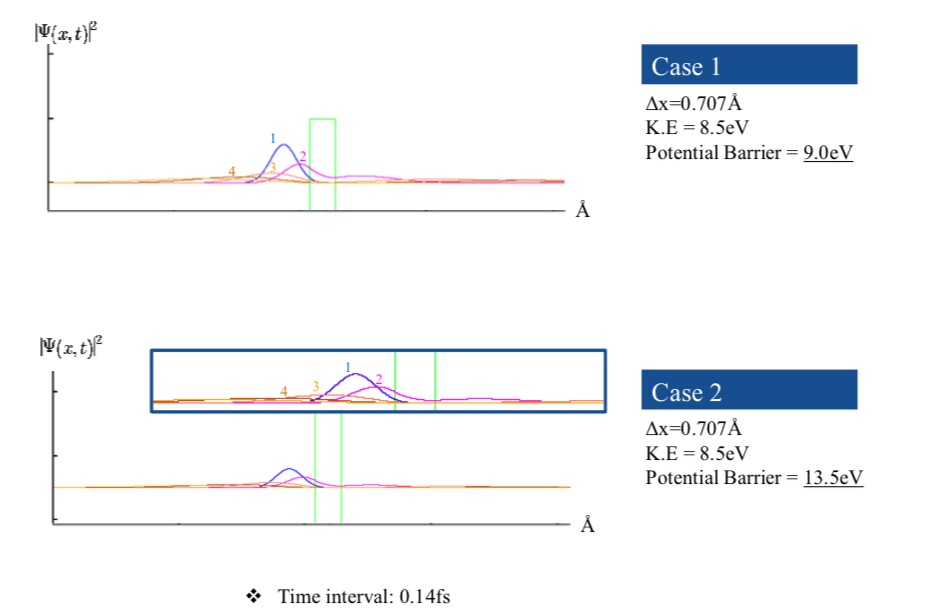 |Ψ(x,t)|²
Case 1
Δx=0.707Å
K.E = 8.5eV
Potential Barrier = 9.0eV
1
2
3
4
Å
|Ψ(x,t)|²
1
2
3
4
Case 2
Δx=0.707Å
K.E = 8.5eV
Potential Barrier = 13.5eV
Å
❖ Time interval: 0.14fs